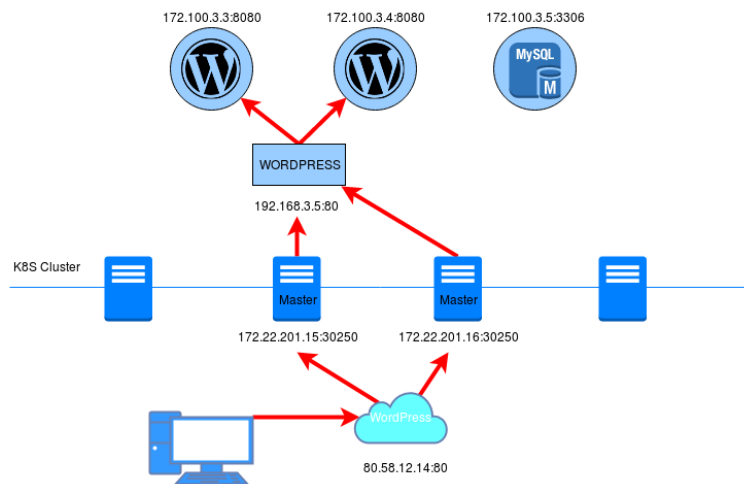 172.100.3.3:8080
172.100.3.4:8080
172.100.3.5:3306
MySQL
M
WORDPRESS
192.168.3.5:80
K8S Cluster
Master
Master
172.22.201.15:30250
172.22.201.16:30250
WordPress
80.58.12.14:80